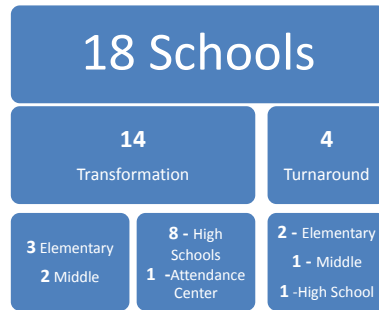 18 Schools
14
Transformation
4
Turnaround
3 Elementary
2 Middle
8 - High
Schools
1 -Attendance
Center
2 - Elementary
1 - Middle
1 -High School